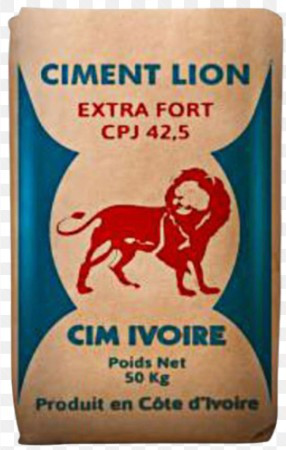 CIMENT LION
EXTRA FORT
CPJ 42,5
CIM IVOIRE
Poids Net
50 Kg
Produit en Côte d'Ivoire